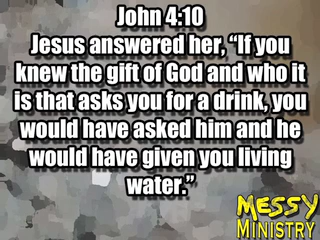 John 4:10
Jesus answered her, “If you
knew the gift of God and who it
is that asks you for a drink, you
would have asked him and he
would have given you living
water.”
MESSY
MINISTRY